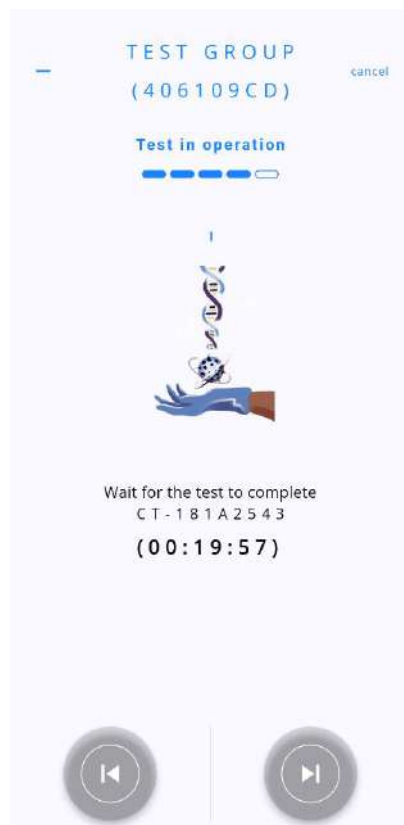 TEST GROUP
cancel
(406109CD)
Test in operation
Wait for the test to complete
CT-181A2543
(00:19:57)